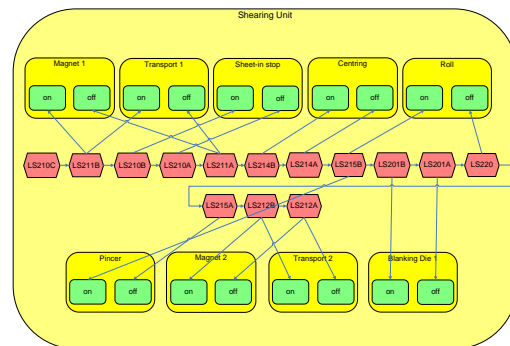 Shearing Unit
Magnet 1 Transport 1 Sheet-in stop Centring Roll
on off on off on off on off on off
LS210C LS211B LS210B LS210A LS211A LS214B LS214A LS215B LS201B LS201A LS220
LS215A LS212B LS212A
Pincer Magnet 2 Transport 2 Blanking Die 1
on off on off on off on off